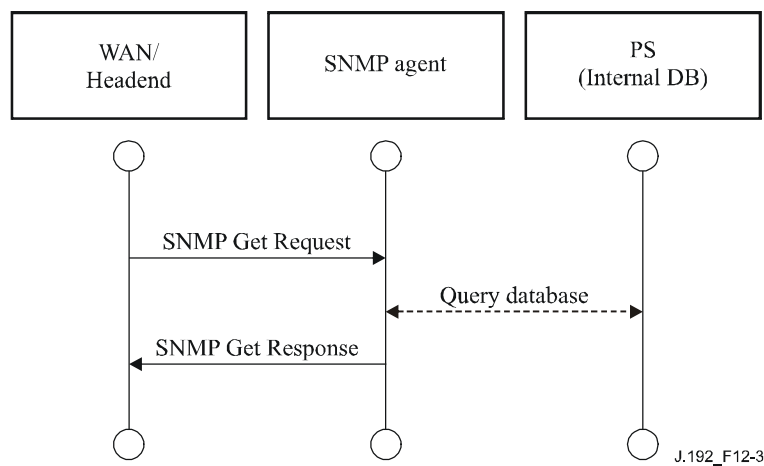 WAN/
Headend
SNMP agent
PS
(Internal DB)
SNMP Get Request
Query database
SNMP Get Response
J.192_F12-3